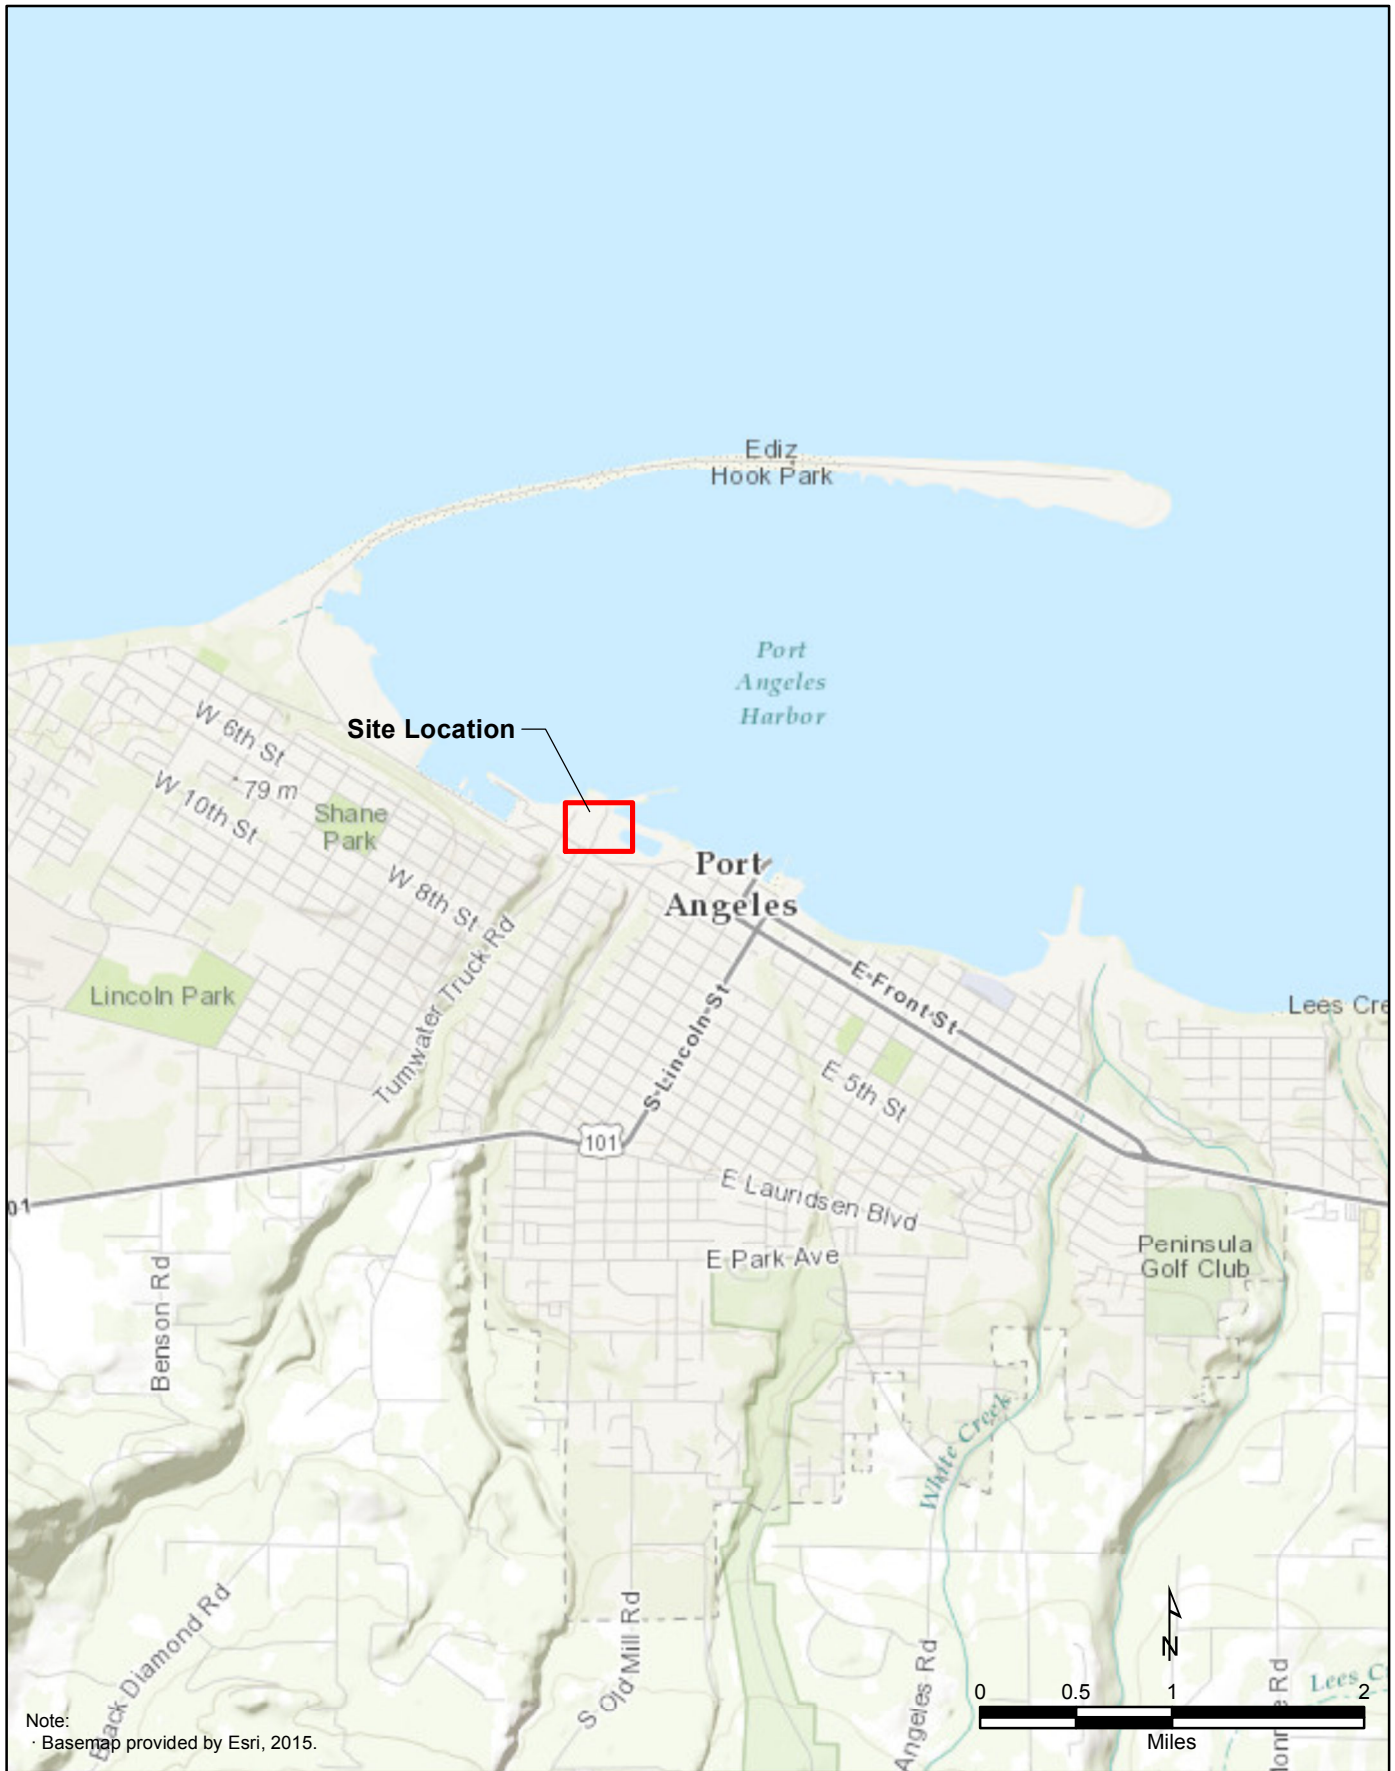 Ediz
Hook Park
Port
Angeles
Harbor
Site Location
W 6th St
79 m
W 10th St
Shane
Park
W 8th St
Port
Angeles
Tumwater Truck Rd
Lincoln Park
E Front St
S Lincoln St
E 5th St
Lees Cre
101
01
E Lauridsen Blvd
E Park Ave
Peninsula
Golf Club
Benson Rd
White Creek
Black Diamond Rd
S Old Mill Rd
Angeles Rd
N
Lees C
0 0.5 1 2
Miles
Note:
· Basemap provided by Esri, 2015.